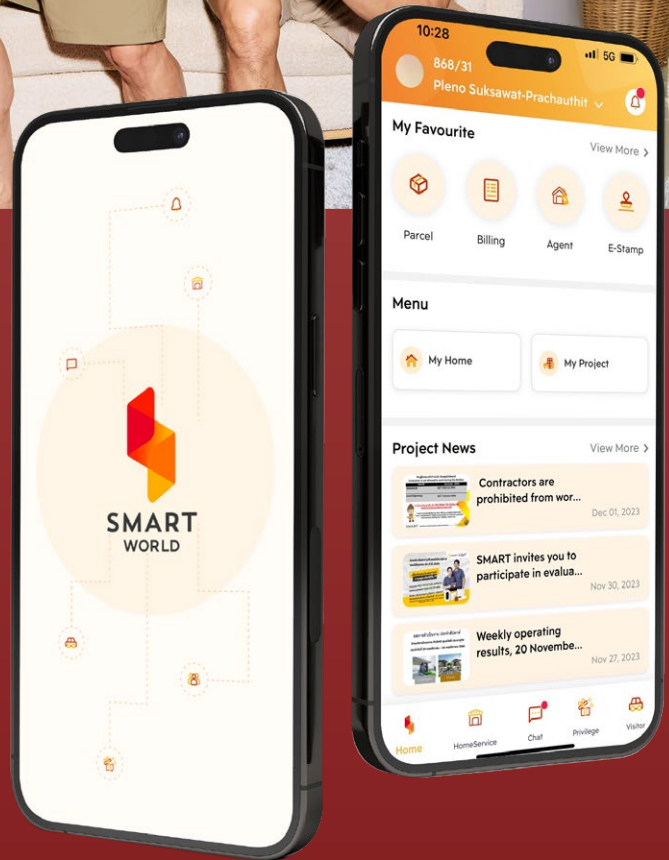 SMART
WORLD
10:28
5G
868/31
Pleno Suksawat-Prachauthit
My Favourite
View More >
Parcel
Billing
Agent
E-Stamp
Menu
My Home
My Project
Project News
View More >
Contractors are
prohibited from wor...
Dec 01, 2023
SMART invites you to
participate in evalua...
Nov 30, 2023
Weekly operating
results, 20 Novembe...
Nov 27, 2023
Home
HomeService
Chat
Privilege
Visitor